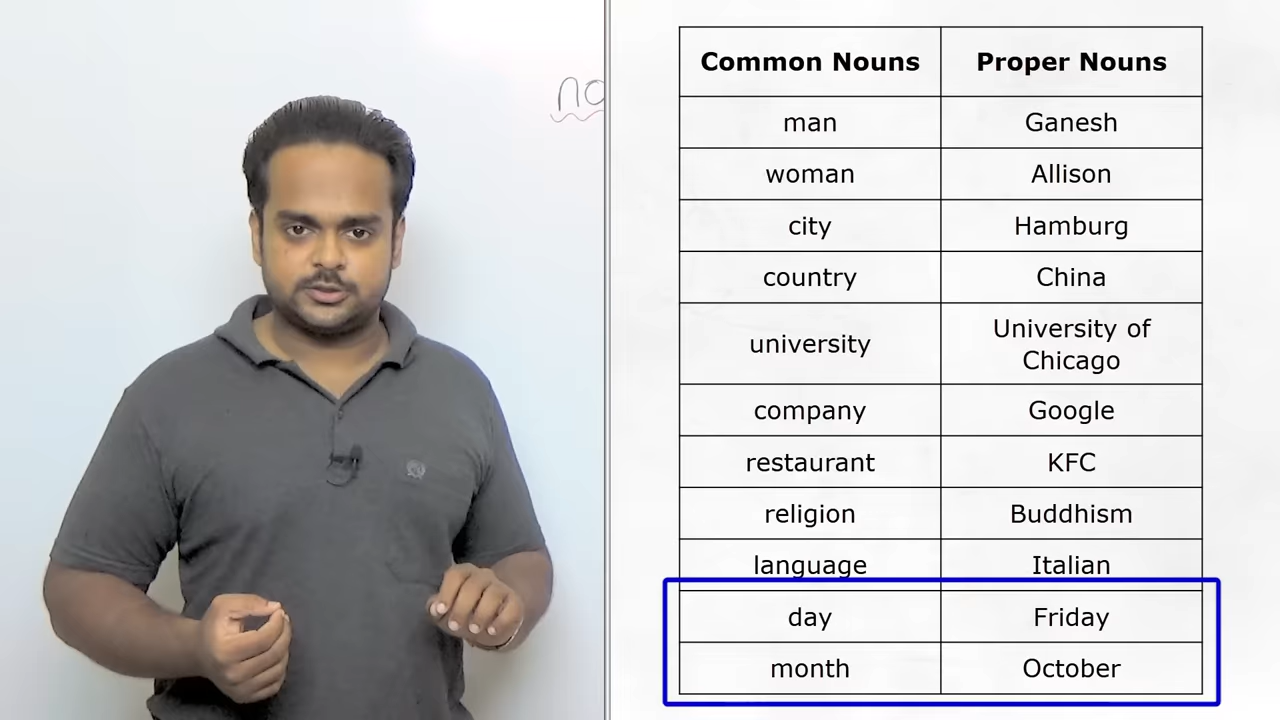 Common Nouns Proper Nouns
man Ganesh
woman Allison
city Hamburg
country China
university University of
Chicago
company Google
restaurant KFC
religion Buddhism
language Italian
day Friday
month October